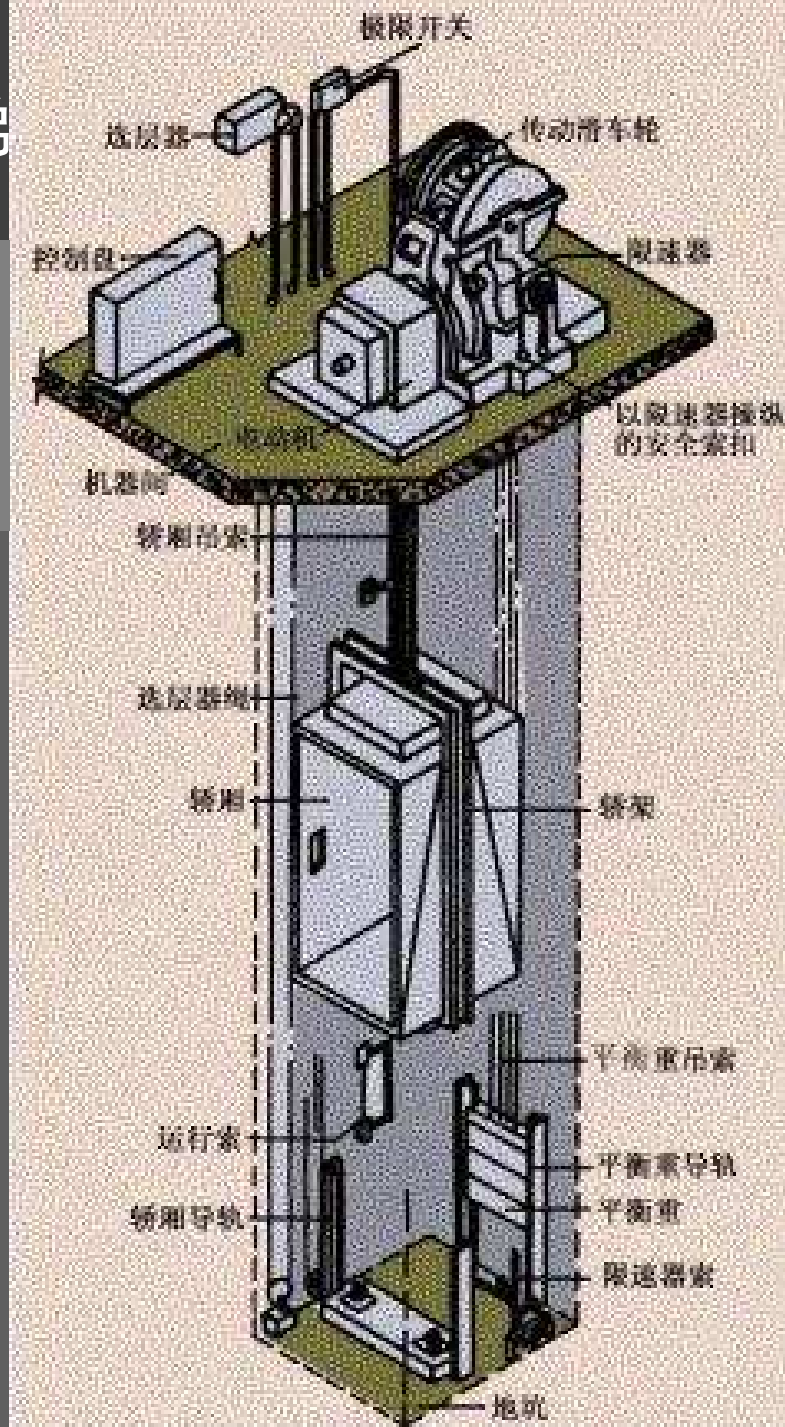 极限开关
选层器
传动滑车轮
控制盘
限速器
以限速器操纵
的安全索扣
电动机
机器间
轿厢吊索
选层器绳
轿厢
轿架
平衡重吊索
运行索
平衡重导轨
轿厢导轨
平衡重
限速器索
地坑